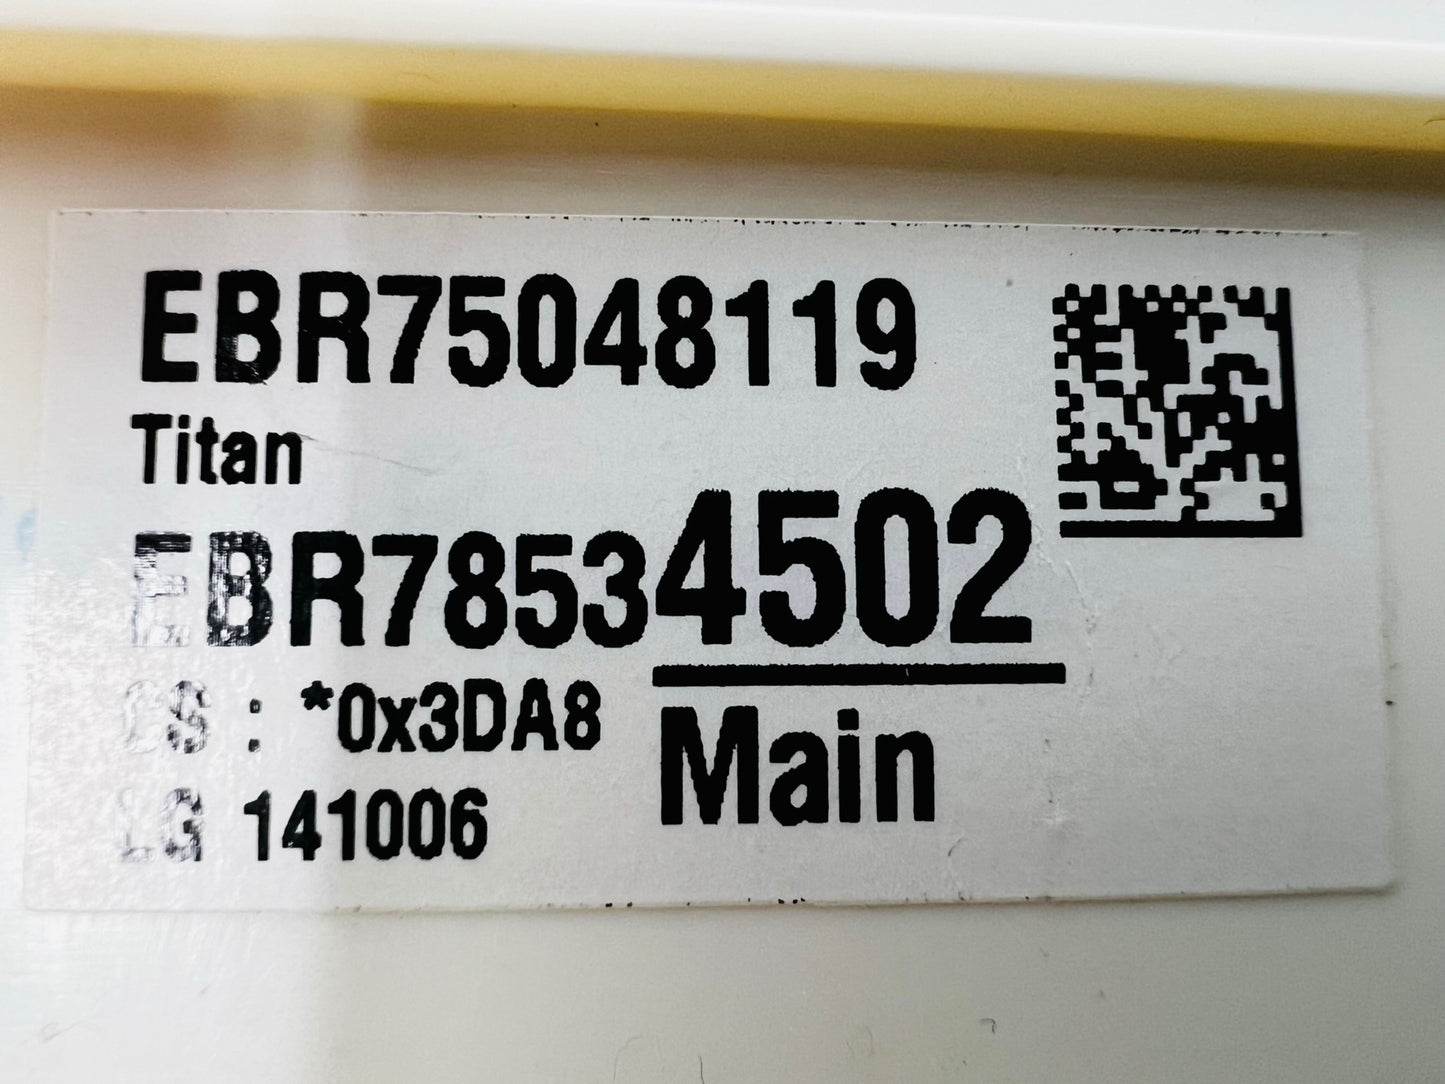 EBR75048119
Titan
EBR78534502
CS : *0x3DA8
Main
LG 141006